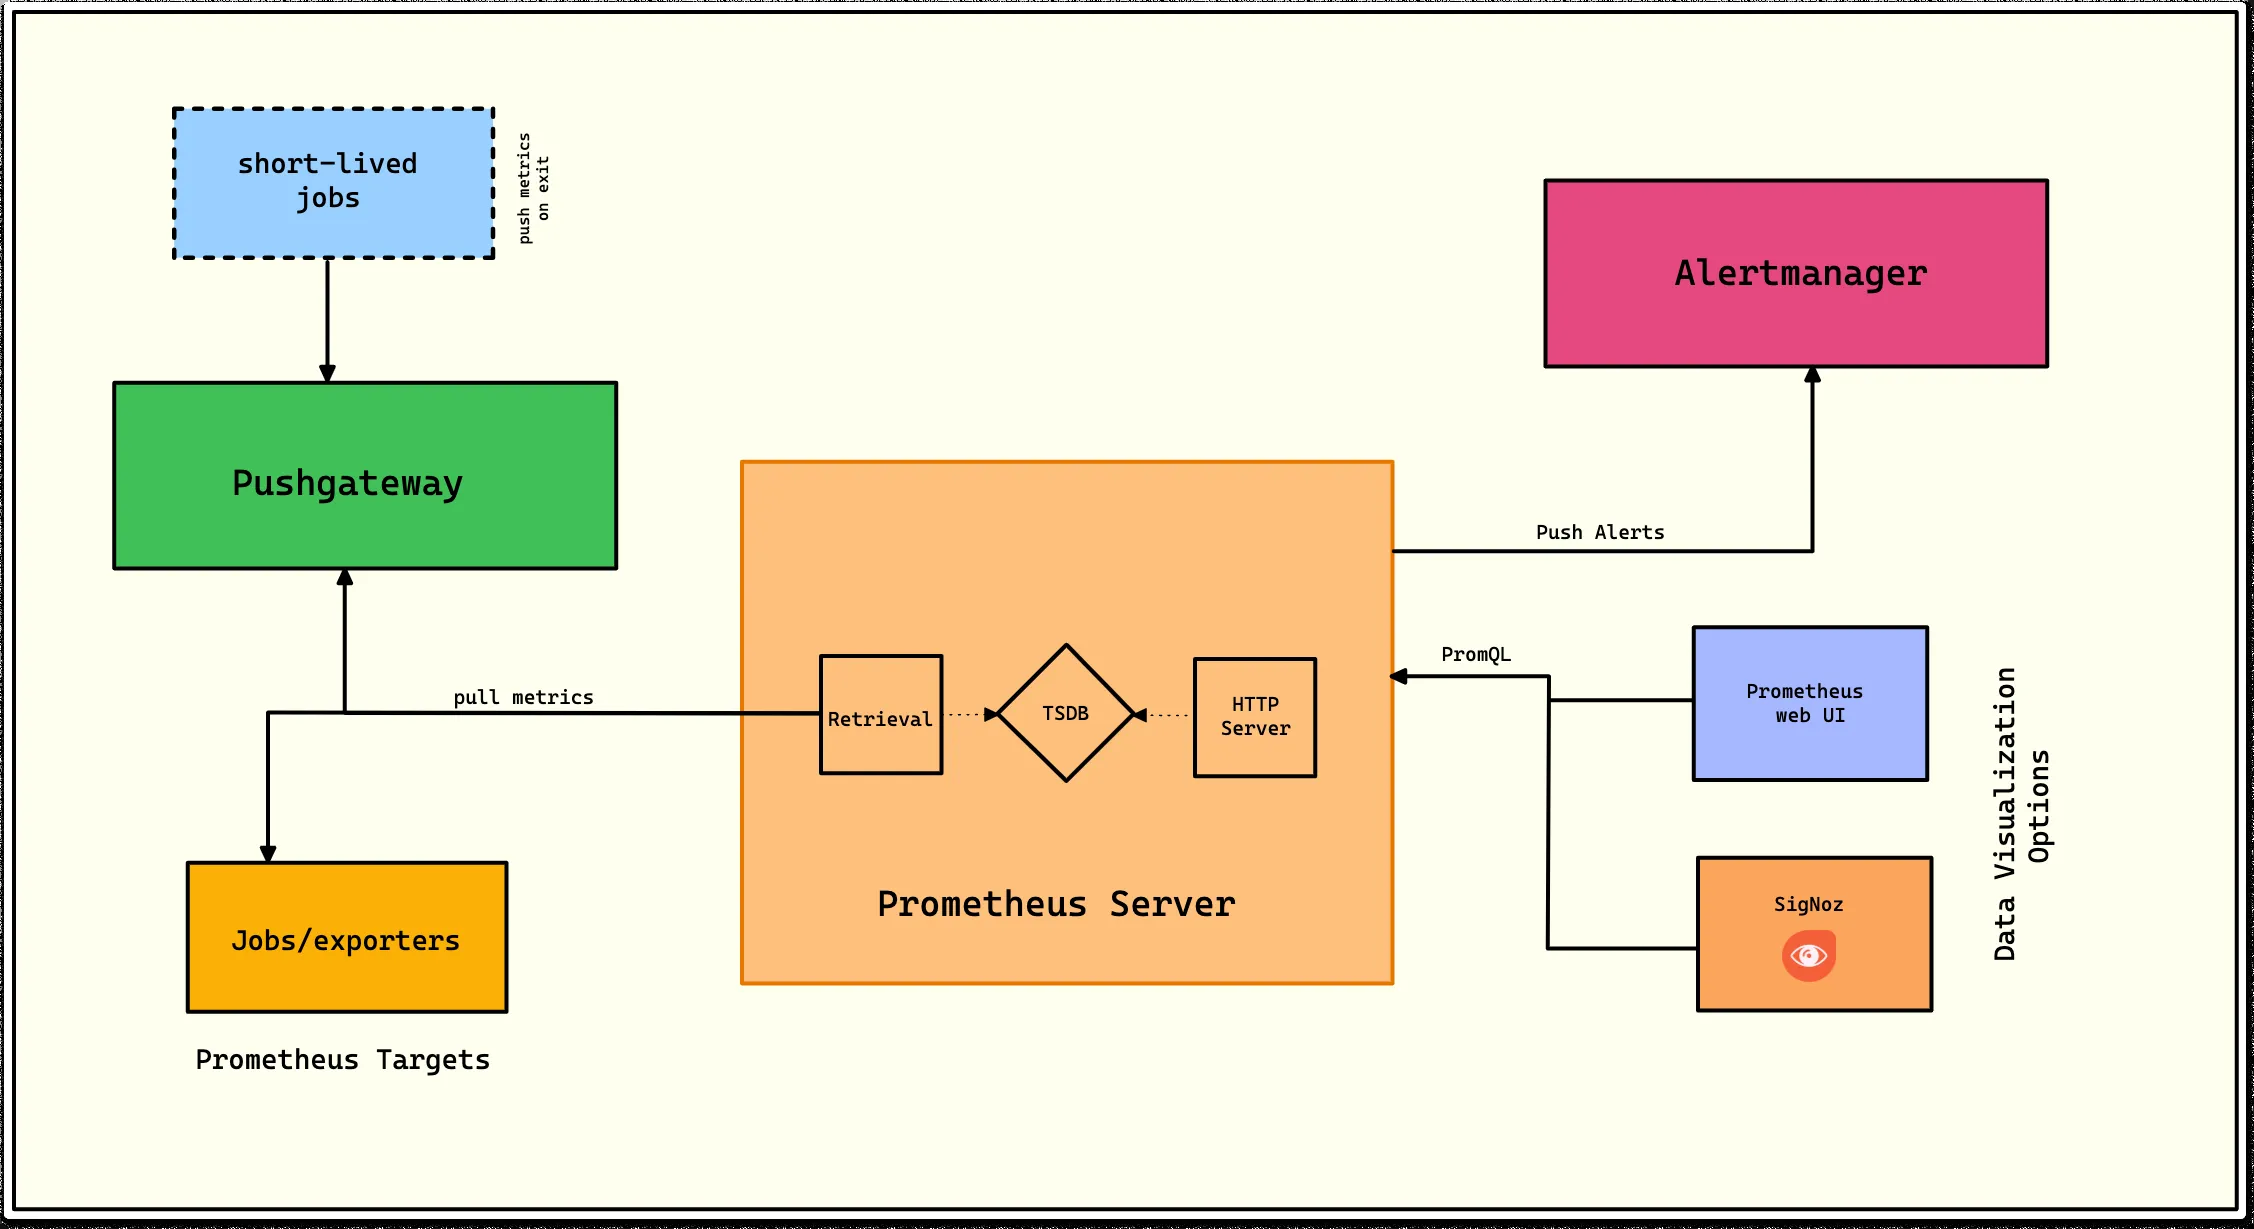 short-lived
jobs
push metrics
on exit
Pushgateway
pull metrics
Jobs/exporters
Prometheus Targets
Retrieval
TSDB
HTTP
Server
Prometheus Server
Alertmanager
Push Alerts
PromQL
Prometheus
web UI
SigNoz
Data Visualization
Options